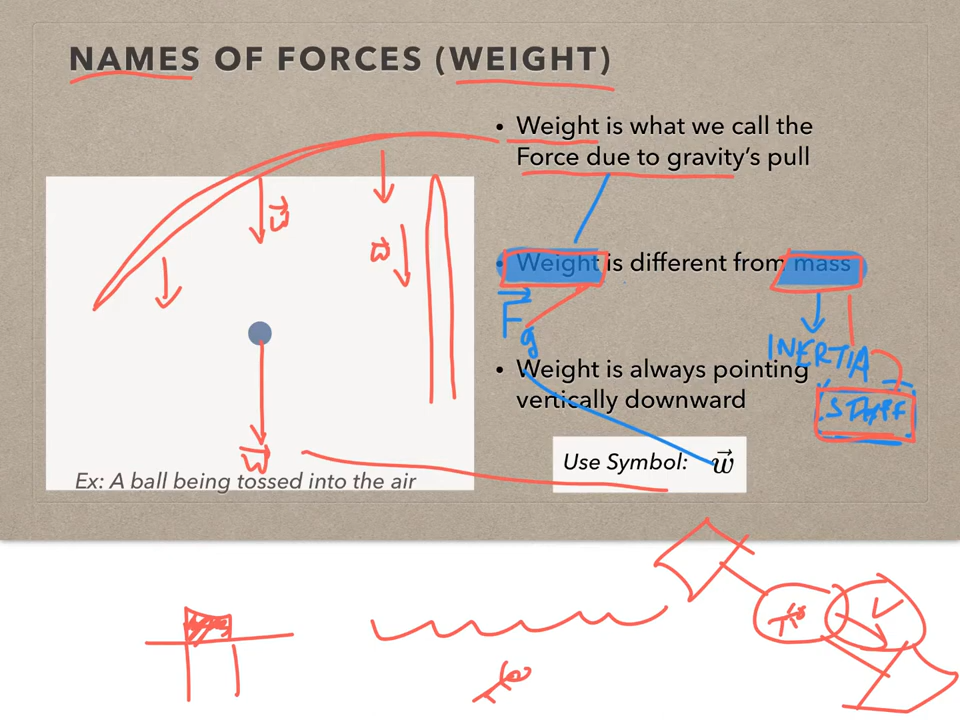 NAMES OF FORCES (WEIGHT)
• Weight is what we call the
Force due to gravity's pull
w
w
• Weight is different from mass
F g
INERTIA
• Weight is always pointing
vertically downward
STUFF
w
Use Symbol: w
Ex: A ball being tossed into the air
V